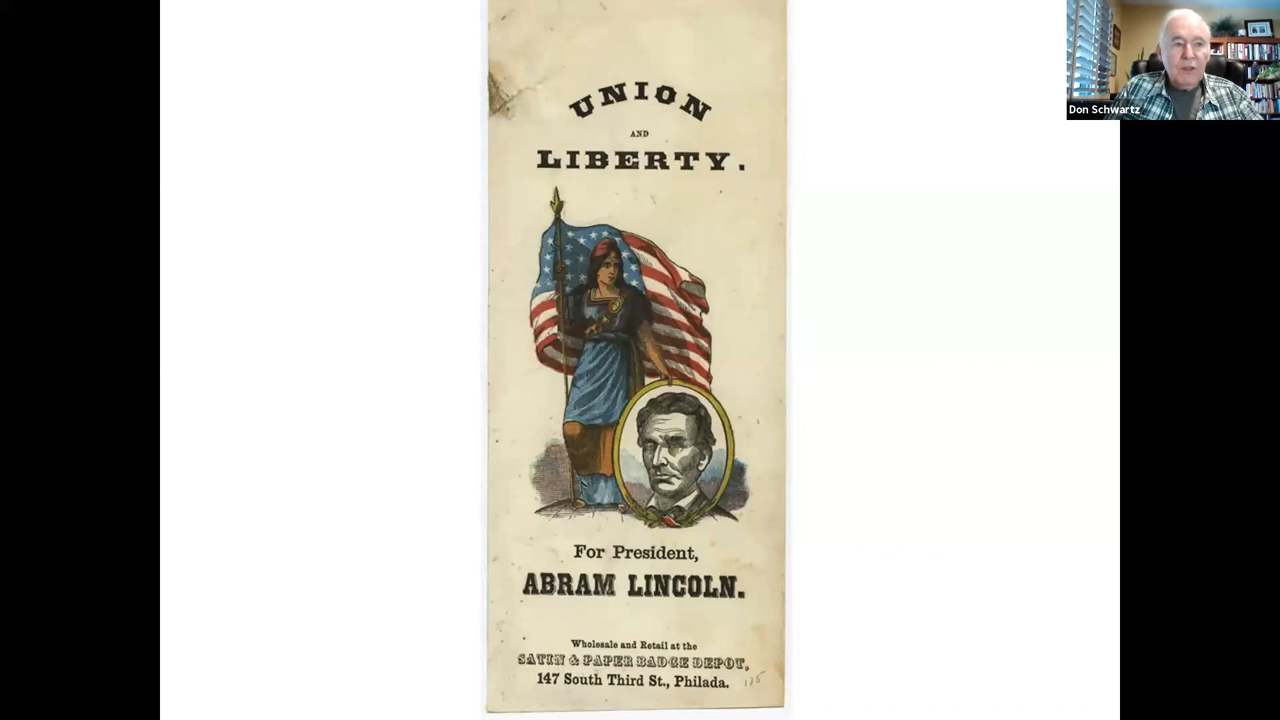 UNION
AND
LIBERTY.
For President,
ABRAM LINCOLN.
Wholesale and Retail at the
SATIN & PAPER BADGE DEPOT,
147 South Third St., Philada.
Don Schwartz